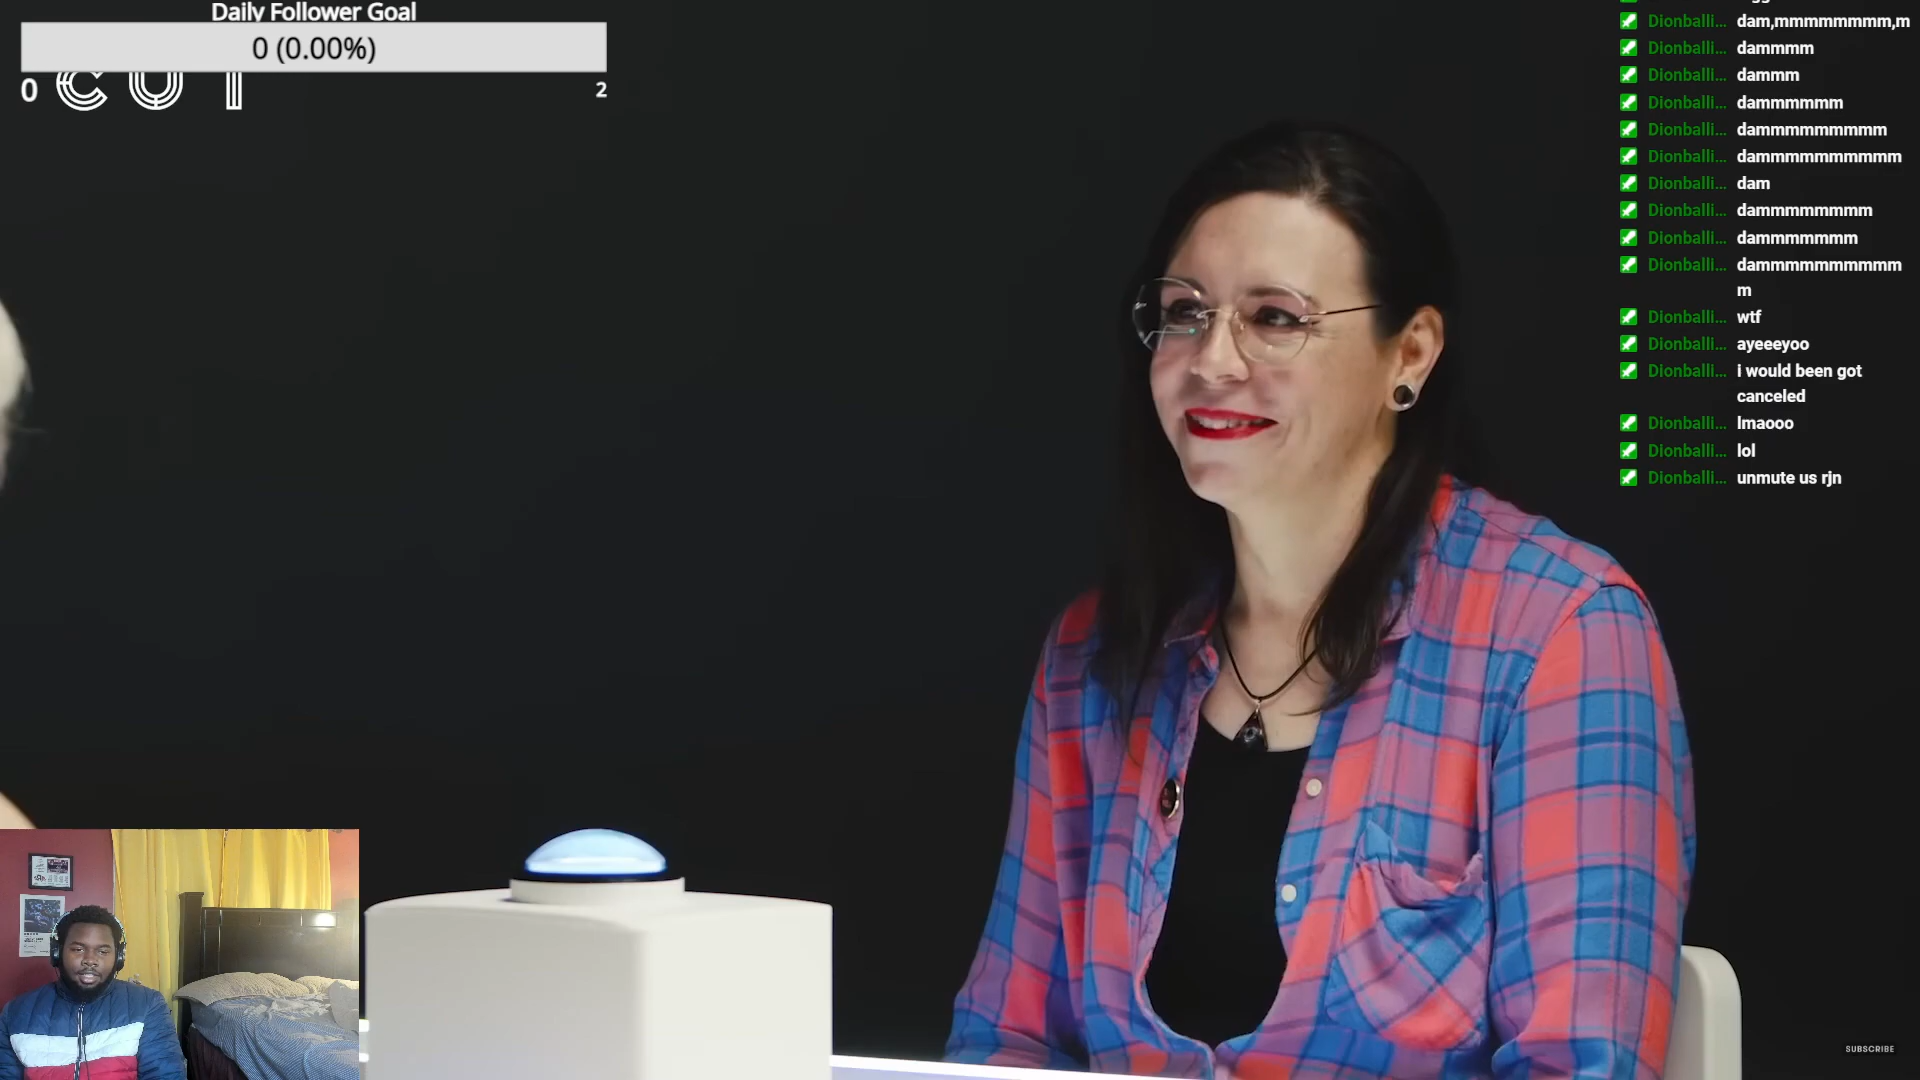 Daily Follower Goal
0 (0.00%)
0
2
CUT
Dionballi... dam,mmmmmmmm,m
Dionballi... dammmm
Dionballi... dammm
Dionballi... dammmmmm
Dionballi... dammmmmmmmmm
Dionballi... dammmmmmmmmmm
Dionballi... dam
Dionballi... dammmmmmmmm
Dionballi... dammmmmmmm
Dionballi... dammmmmmmmmmm
m
Dionballi... wtf
Dionballi... ayeeeyoo
Dionballi... i would been got
canceled
Dionballi... lmaooo
Dionballi... lol
Dionballi... unmute us rjn
SUBSCRIBE